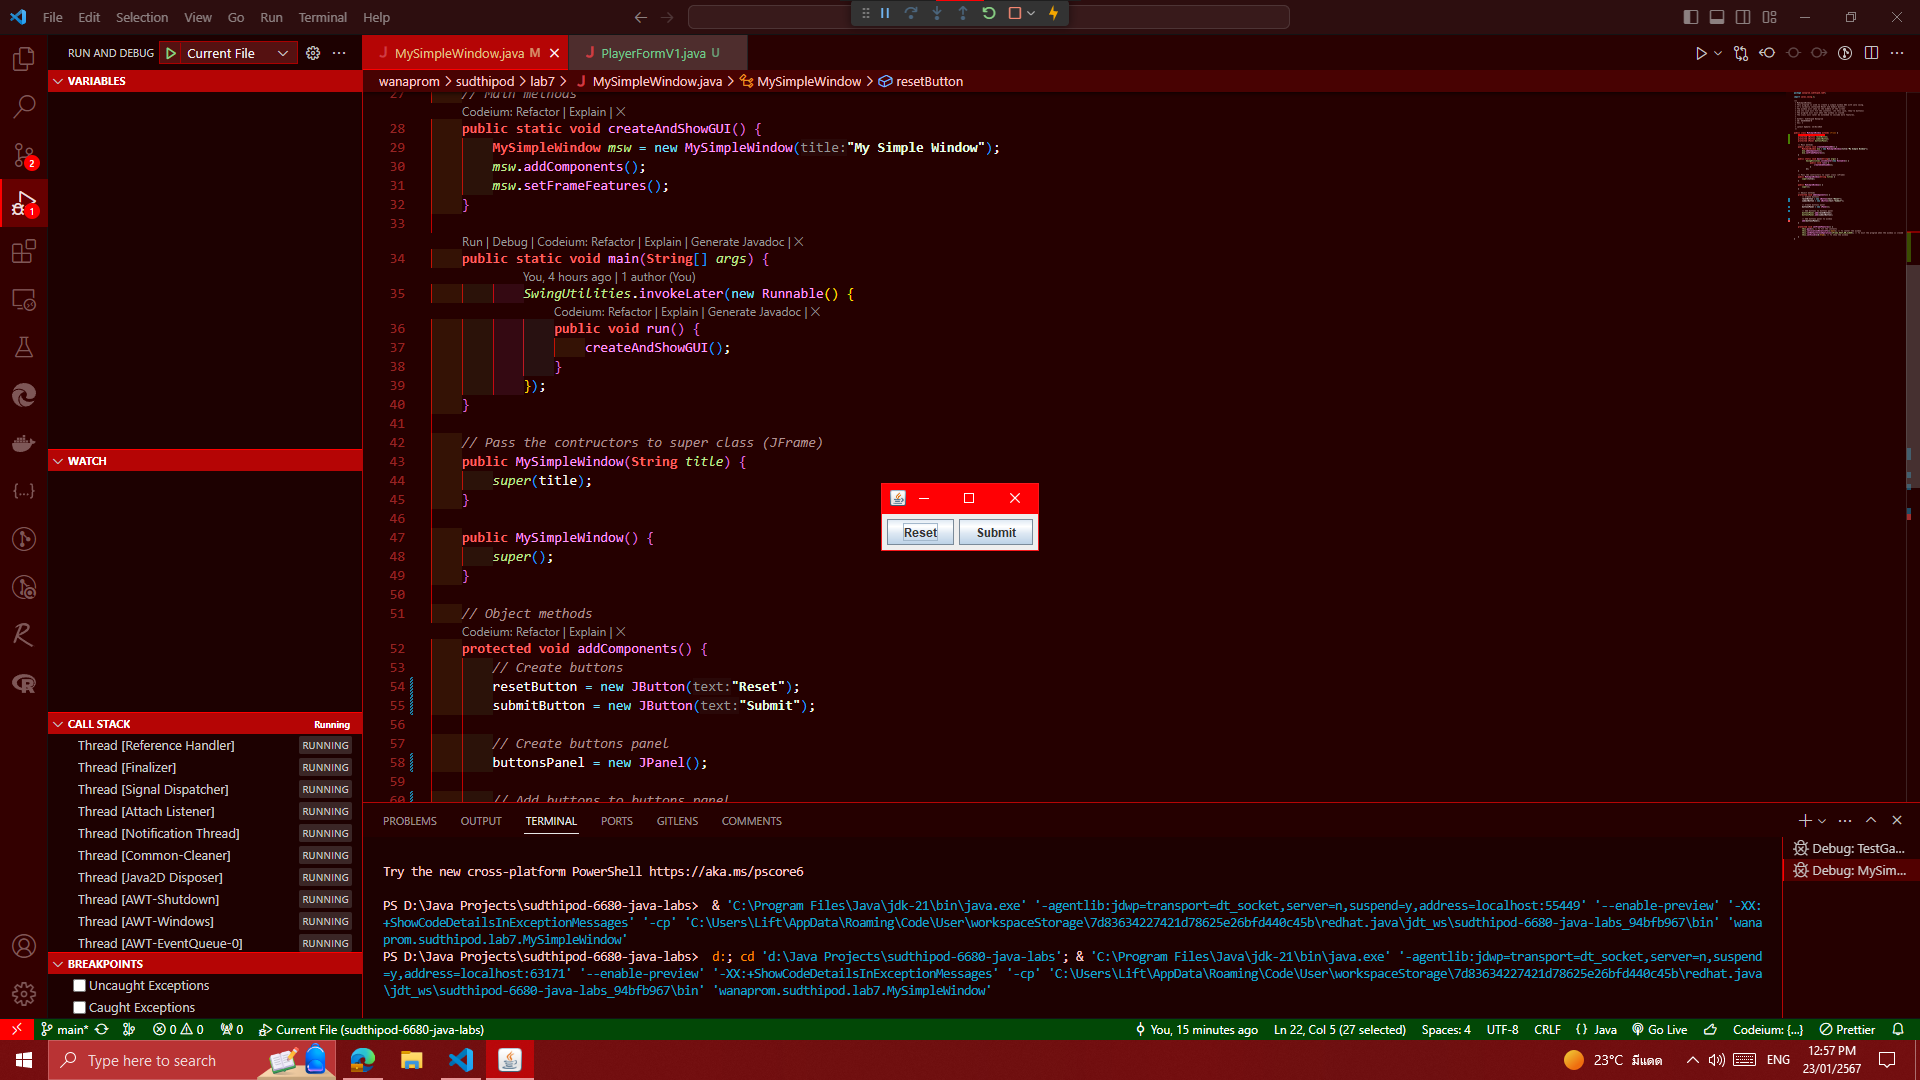 File Edit Selection View Go Run Terminal Help
RUN AND DEBUG Current File
MySimpleWindow.java M
PlayerFormV1.java U
wanaprom > sudthipod > lab7 > MySimpleWindow.java > MySimpleWindow > resetButton
VARIABLES
27 // Main methods
Codeium: Refactor | Explain | X
28 public static void createAndShowGUI() {
29 MySimpleWindow msw = new MySimpleWindow(title:"My Simple Window");
30 msw.addComponents();
31 msw.setFrameFeatures();
32 }
33
Run | Debug | Codeium: Refactor | Explain | Generate Javadoc | X
34 public static void main(String[] args) {
You, 4 hours ago | 1 author (You)
35 SwingUtilities.invokeLater(new Runnable() {
Codeium: Refactor | Explain | Generate Javadoc | X
36 public void run() {
37 createAndShowGUI();
38 }
39 });
40 }
41
42 // Pass the contructors to super class (JFrame)
43 public MySimpleWindow(String title) {
44 super(title);
45 }
46
47 public MySimpleWindow() {
48 super();
49 }
50
51 // Object methods
Codeium: Refactor | Explain | X
52 protected void addComponents() {
53 // Create buttons
54 resetButton = new JButton(text:"Reset");
55 submitButton = new JButton(text:"Submit");
56
57 // Create buttons panel
58 buttonsPanel = new JPanel();
59
60 // Add buttons to buttons panel
Reset Submit
WATCH
CALL STACK Running
Thread [Reference Handler] RUNNING
Thread [Finalizer] RUNNING
Thread [Signal Dispatcher] RUNNING
Thread [Attach Listener] RUNNING
Thread [Notification Thread] RUNNING
Thread [Common-Cleaner] RUNNING
Thread [Java2D Disposer] RUNNING
Thread [AWT-Shutdown] RUNNING
Thread [AWT-Windows] RUNNING
Thread [AWT-EventQueue-0] RUNNING
BREAKPOINTS
Uncaught Exceptions
Caught Exceptions
2
1
PROBLEMS OUTPUT TERMINAL PORTS GITLENS COMMENTS
Debug: TestGa...
Debug: MySim...
Try the new cross-platform PowerShell https://aka.ms/pscore6
PS D:\Java Projects\sudthipod-6680-java-labs> & 'C:\Program Files\Java\jdk-21\bin\java.exe' '-agentlib:jdwp=transport=dt_socket,server=n,suspend=y,address=localhost:55449' '--enable-preview' '-XX:
+ShowCodeDetailsInExceptionMessages' '-cp' 'C:\Users\Lift\AppData\Roaming\Code\User\workspaceStorage\7d83634227421d78625e26bfd440c45b\redhat.java\jdt_ws\sudthipod-6680-java-labs_94bfb967\bin' 'wana
prom.sudthipod.lab7.MySimpleWindow'
PS D:\Java Projects\sudthipod-6680-java-labs> d:; cd 'd:\Java Projects\sudthipod-6680-java-labs'; & 'C:\Program Files\Java\jdk-21\bin\java.exe' '-agentlib:jdwp=transport=dt_socket,server=n,suspend
=y,address=localhost:63171' '--enable-preview' '-XX:+ShowCodeDetailsInExceptionMessages' '-cp' 'C:\Users\Lift\AppData\Roaming\Code\User\workspaceStorage\7d83634227421d78625e26bfd440c45b\redhat.java
\jdt_ws\sudthipod-6680-java-labs_94bfb967\bin' 'wanaprom.sudthipod.lab7.MySimpleWindow'
main* 0 0 0 Current File (sudthipod-6680-java-labs) You, 15 minutes ago Ln 22, Col 5 (27 selected) Spaces: 4 UTF-8 CRLF {} Java Go Live Codeium: {...} Prettier
Type here to search 23°C มีแดด ENG 12:57 PM
23/01/2567